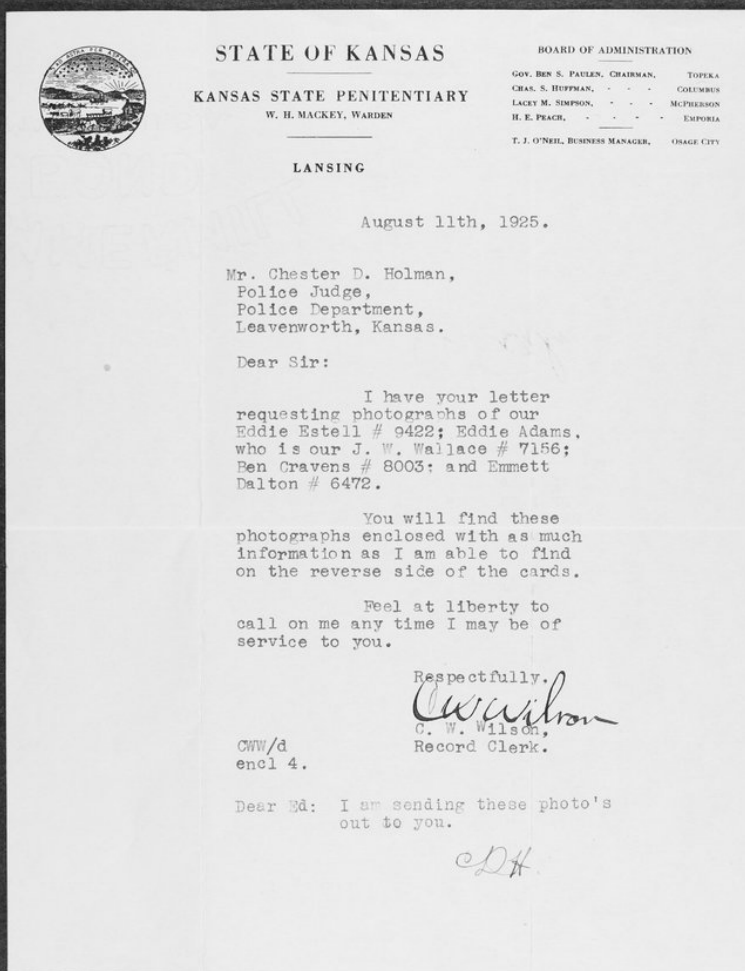 STATE OF KANSAS
KANSAS STATE PENITENTIARY
W. H. MACKEY, WARDEN
LANSING
BOARD OF ADMINISTRATION
GOV. BEN S. PAULEN, CHAIRMAN, TOPEKA
CHAS. S. HUFFMAN, - - - COLUMBUS
LACEY M. SIMPSON, - - - MCPHERSON
H. E. PEACH, - - - - EMPORIA
T. J. O'NEIL, BUSINESS MANAGER, OSAGE CITY
August 11th, 1925.
Mr. Chester D. Holman,
Police Judge,
Police Department,
Leavenworth, Kansas.
Dear Sir:
I have your letter
requesting photographs of our
Eddie Estell # 9422; Eddie Adams,
who is our J. W. Wallace # 7156;
Ben Cravens # 8003; and Emmett
Dalton # 6472.
You will find these
photographs enclosed with as much
information as I am able to find
on the reverse side of the cards.
Feel at liberty to
call on me any time I may be of
service to you.
Respectfully.
CW Wilson
C. W. Wilson,
CWW/d Record Clerk.
encl 4.
Dear Ed: I am sending these photo's
out to you.
CDH